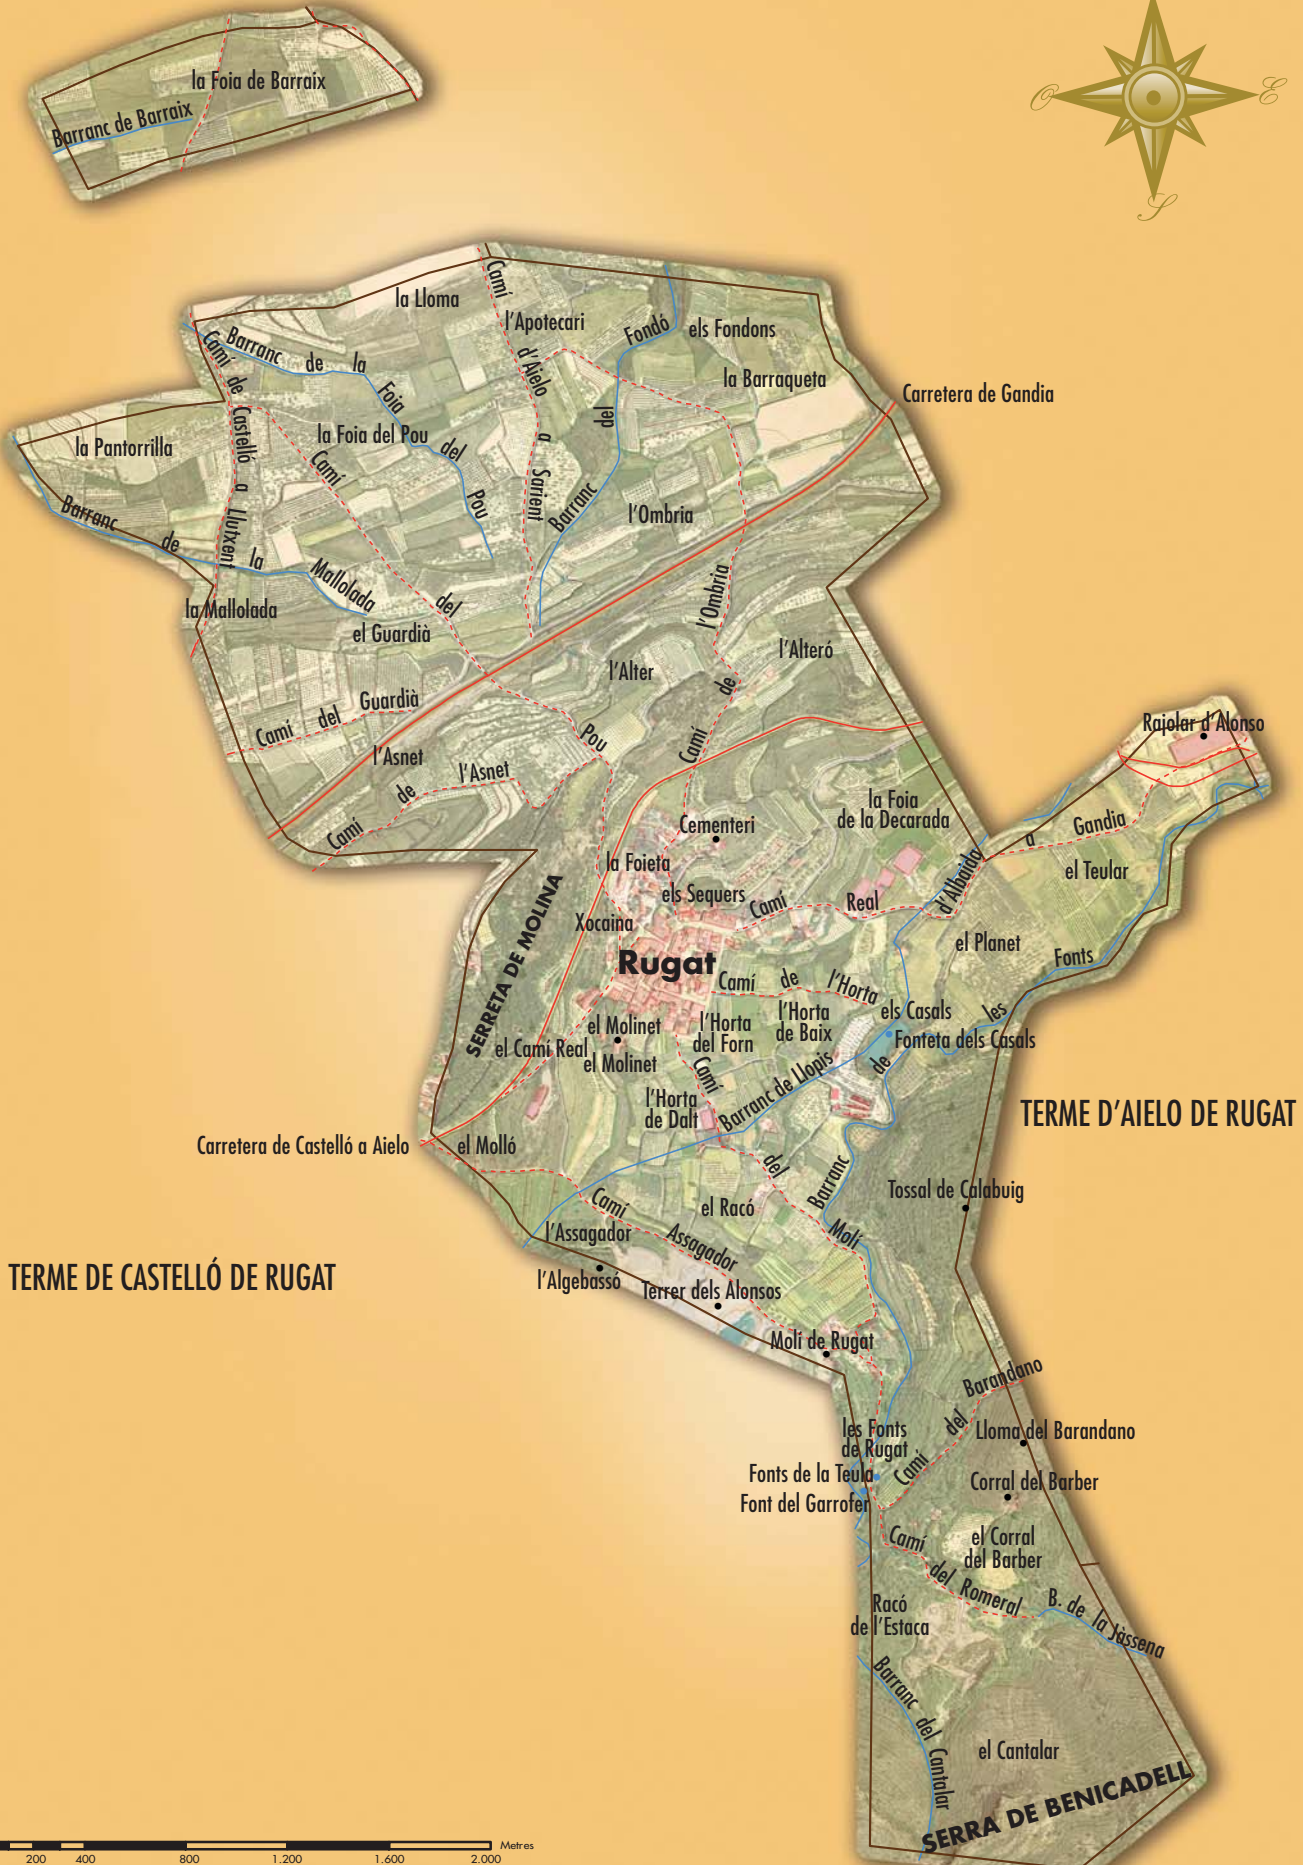 la Foia de Barraix
Barranc de Barraix
O
E
S
la Lloma
Camí d'Aielo a Sarient
l'Apotecari
Barranc del Fondó
els Fondons
la Barraqueta
Carretera de Gandia
Barranc de la Foia del Pou
Camí de Castelló a Llutxent
la Pantorrilla
la Foia del Pou
Camí del Pou
l'Ombria
Barranc de la Mallolada
la Mallolada
el Guardià
Camí de l'Ombria
l'Alter
l'Alteró
Camí del Guardià
l'Asnet
Camí de l'Asnet
Rajolar d'Alonso
la Foia
de la Decarada
Cementeri
la Foieta
els Sequers
Camí Real d'Albaida a Gandia
el Teular
Xocaina
SERRETA DE MOLINA
Rugat
el Planet
Barranc de les Fonts
Camí de l'Horta
els Casals
Fonteta dels Casals
l'Horta
de Baix
l'Horta
del Forn
el Molinet
el Camí Real
el Molinet
l'Horta
de Dalt
Camí del Molí
Barranc de Llopis
TERME D'AIELO DE RUGAT
Carretera de Castelló a Aielo
el Molló
Tossal de Calabuig
el Racó
Camí Assagador
l'Assagador
TERME DE CASTELLÓ DE RUGAT
l'Algebassó
Terrer dels Alonsos
Molí de Rugat
Camí del Barandano
les Fonts
de Rugat
Lloma del Barandano
Fonts de la Teula
Corral del Barber
Font del Garrofer
el Corral
del Barber
Camí del Romeral
B. de la Jàssena
Racó
de l'Estaca
Barranc del Cantalar
el Cantalar
SERRA DE BENICADELL
Metres
200 400 800 1.200 1.600 2.000